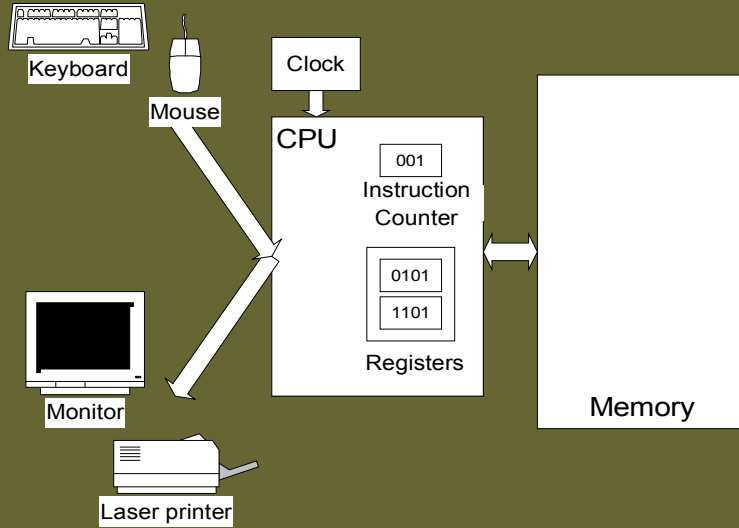 Keyboard
Mouse
Clock
CPU
001
Instruction
Counter
0101
1101
Registers
Memory
Monitor
Laser printer